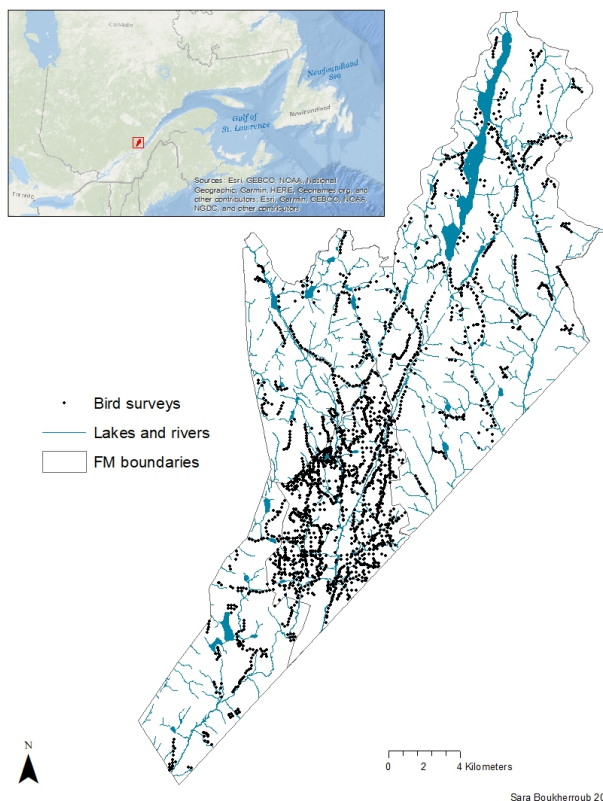 Canada
Newfoundland
Sea
Newfoundland
Gulf of
St. Lawrence
Toronto
Sources: Esri, GEBCO, NOAA, National
Geographic, Garmin, HERE, Geonames.org, and
other contributors, Esri, Garmin, GEBCO, NOAA
NGDC, and other contributors
Bird surveys
Lakes and rivers
FM boundaries
N
0 2 4 Kilometers
Sara Boukherroub 20